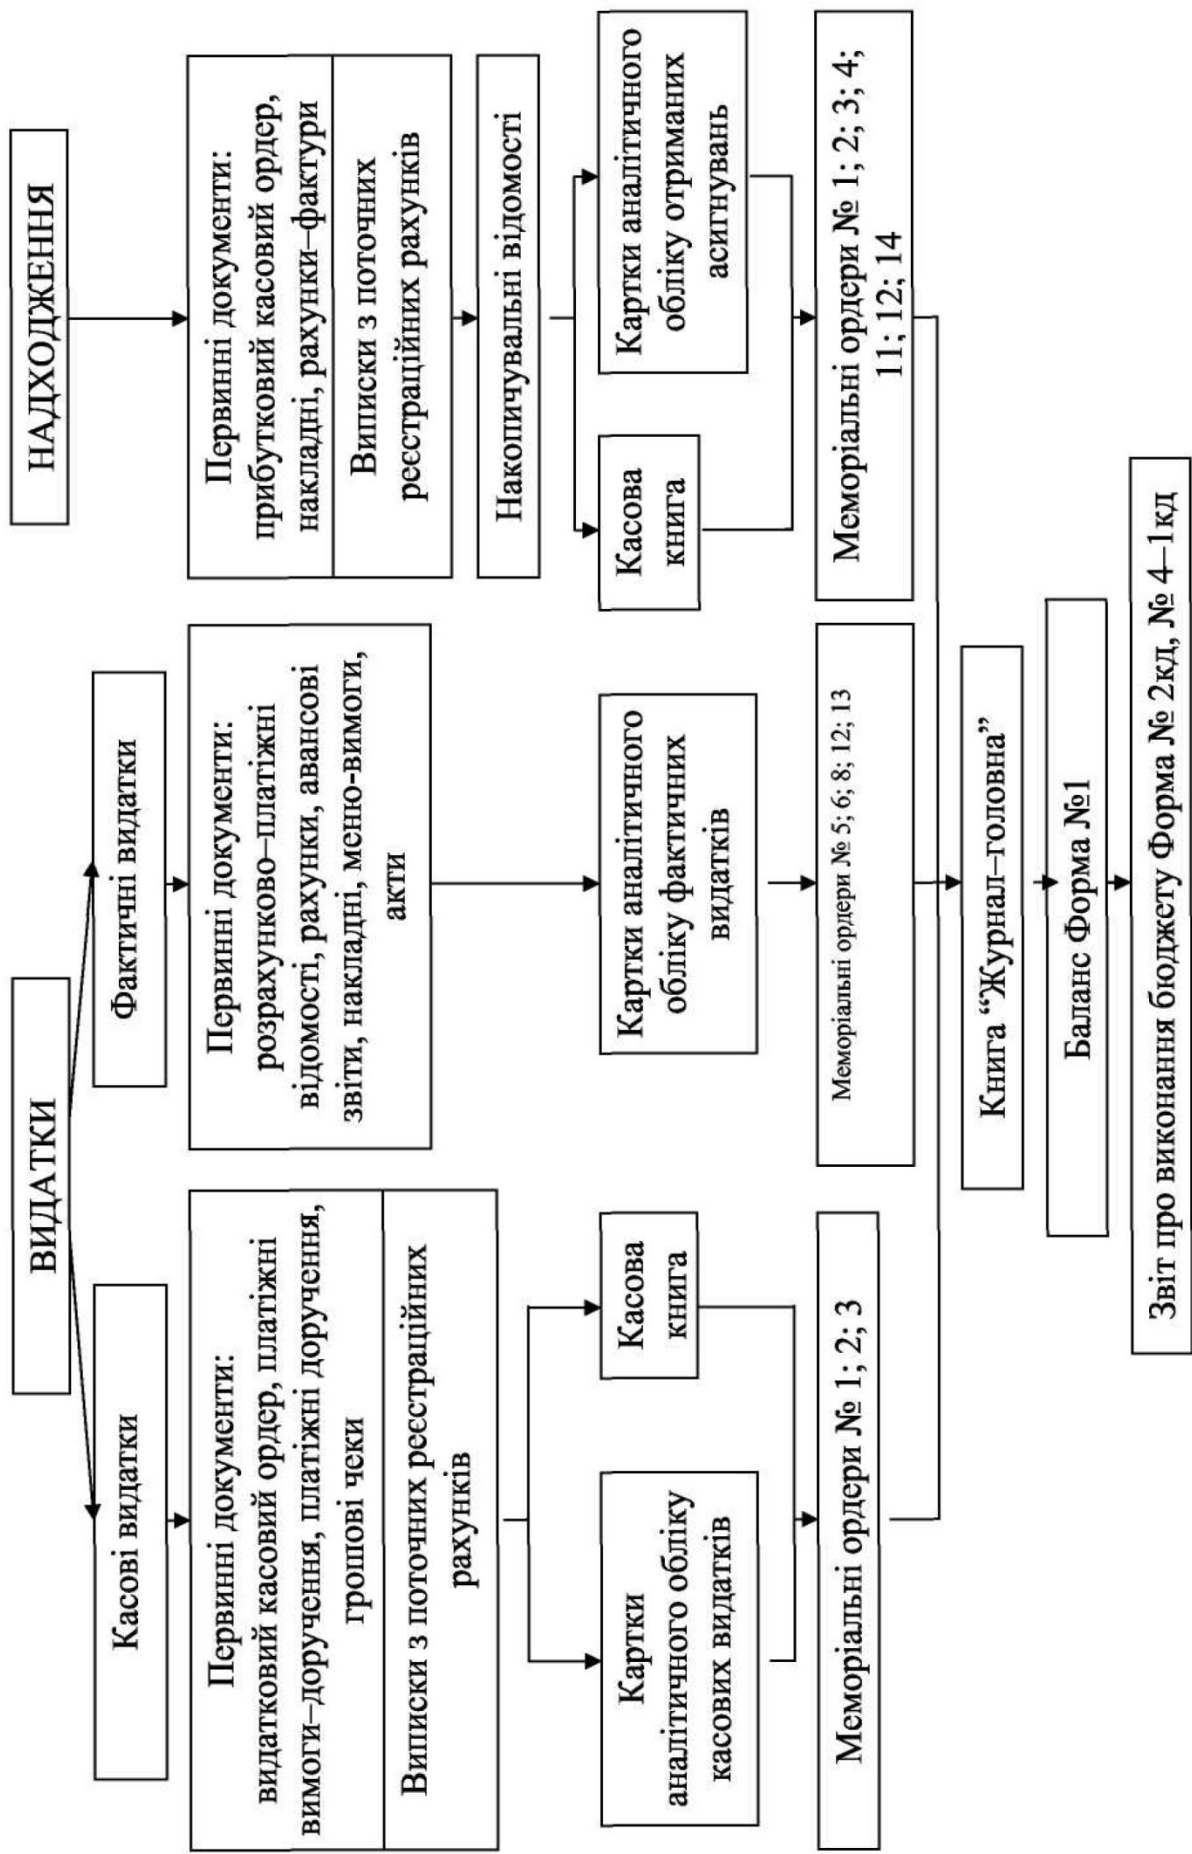 ВИДАТКИ
НАДХОДЖЕННЯ
Касові видатки
Фактичні видатки
Первинні документи:
видатковий касовий ордер, платіжні
вимоги–доручення, платіжні доручення,
грошові чеки
Виписки з поточних реєстраційних
рахунків
Первинні документи:
розрахунково–платіжні
відомості, рахунки, авансові
звіти, накладні, меню-вимоги,
акти
Первинні документи:
прибутковий касовий ордер,
накладні, рахунки–фактури
Виписки з поточних
реєстраційних рахунків
Накопичувальні відомості
Картки
аналітичного обліку
касових видатків
Касова
книга
Картки аналітичного
обліку фактичних
видатків
Касова
книга
Картки аналітичного
обліку отриманих
асигнувань
Меморіальні ордери № 1; 2; 3
Меморіальні ордери № 5; 6; 8; 12; 13
Меморіальні ордери № 1; 2; 3; 4;
11; 12; 14
Книга “Журнал–головна”
Баланс Форма №1
Звіт про виконання бюджету Форма № 2кд, № 4–1кд